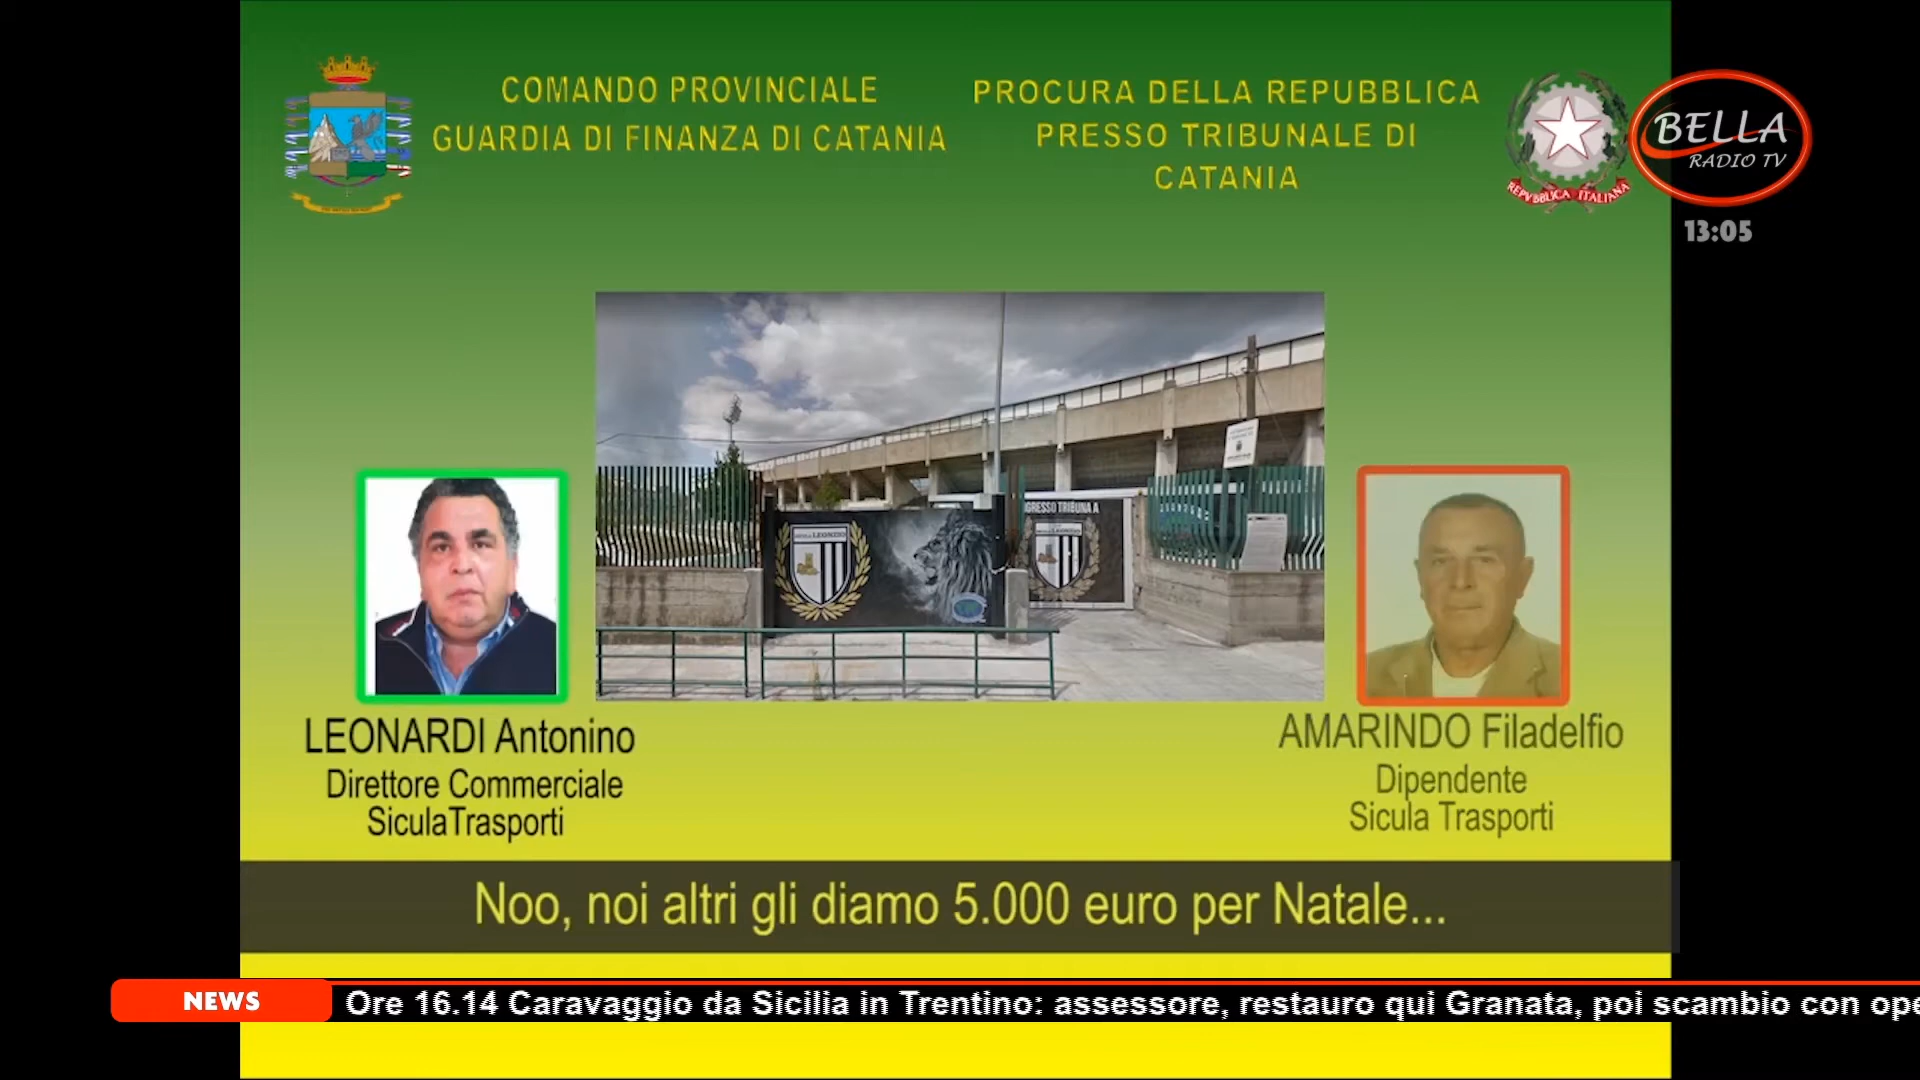 COMANDO PROVINCIALE
GUARDIA DI FINANZA DI CATANIA
PROCURA DELLA REPUBBLICA
PRESSO TRIBUNALE DI
CATANIA
REPVBBLICA ITALIANA
BELLA
RADIO TV
13:05
LEONZIO
INGRESSO TRIBUNA A
LEONARDI Antonino
Direttore Commerciale
SiculaTrasporti
AMARINDO Filadelfio
Dipendente
Sicula Trasporti
Noo, noi altri gli diamo 5.000 euro per Natale...
NEWS
Ore 16.14 Caravaggio da Sicilia in Trentino: assessore, restauro qui Granata, poi scambio con ope